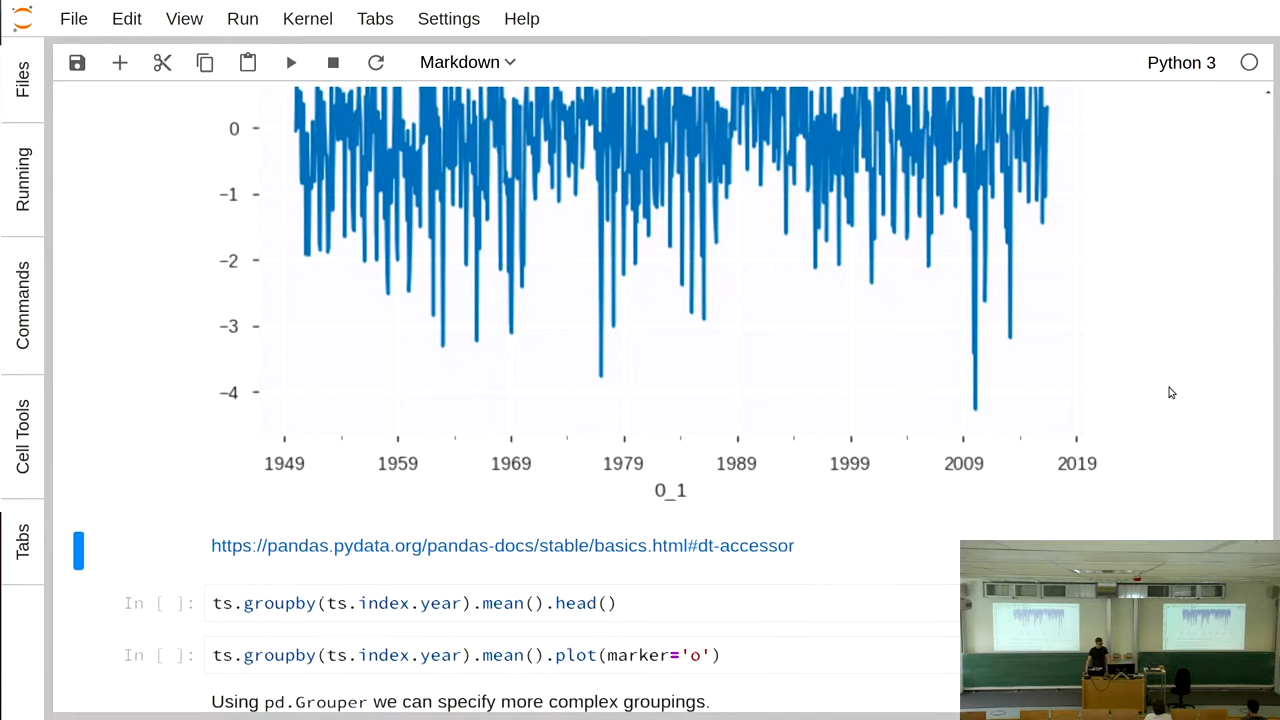 File Edit View Run Kernel Tabs Settings Help
Markdown
Python 3
Files
Running
Commands
Cell Tools
Tabs
0
−1
−2
−3
−4
1949 1959 1969 1979 1989 1999 2009 2019
0_1
https://pandas.pydata.org/pandas-docs/stable/basics.html#dt-accessor
In [ ]: ts.groupby(ts.index.year).mean().head()
In [ ]: ts.groupby(ts.index.year).mean().plot(marker='o')
Using pd.Grouper we can specify more complex groupings.